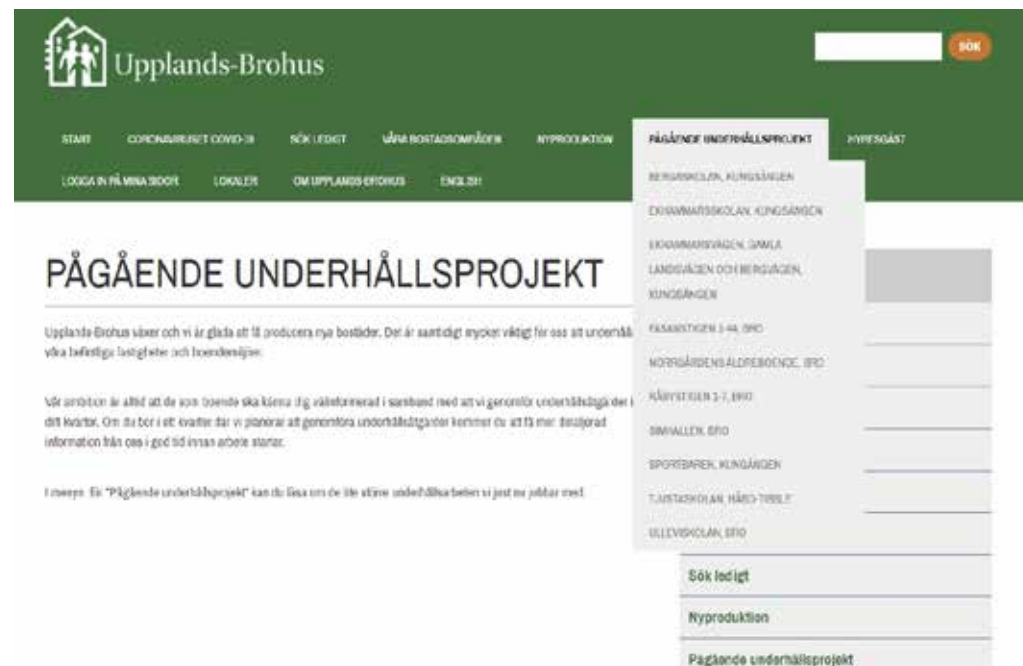 Upplands-Brohus
SÖK
START CORONAVIRUSET COVID-19 SÖK LEDIGT VÅRA BOSTADSOMRÅDEN NYPRODUKTION PÅGÅENDE UNDERHÅLLSPROJEKT HYRESGÄST
LOGGA IN PÅ MINA SIDOR LOKALER OM UPPLANDS-BROHUS ENGLISH
BERGASKOLAN, KUNGSÄNGEN
EKHAMMARSSKOLAN, KUNGSÄNGEN
EKHAMMARSVÄGEN, GAMLA
LANDSVÄGEN OCH BERGVÄGEN,
KUNGSÄNGEN
FASANSTIGEN 1-44, BRO
NORRGÅRDENS ÄLDREBOENDE, BRO
RÅBYSTIGEN 1-7, BRO
SIMHALLEN, BRO
SPORTBAREN, KUNGÄNGEN
TJUSTASKOLAN, HÅBO-TIBBLE
ULLEVISKOLAN, BRO
PÅGÅENDE UNDERHÅLLSPROJEKT
Upplands-Brohus växer och vi är glada att få producera nya bostäder. Det är samtidigt mycket viktigt för oss att underhåll
våra befintliga fastigheter och boendemiljöer.
Vår ambition är alltid att de som boende ska känna dig välinformerad i samband med att vi genomför underhållsåtgärder i
ditt kvarter. Om du bor i ett kvarter där vi planerar att genomföra underhållsåtgärder kommer du att få mer detaljerad
information från oss i god tid innan arbete startar.
I menyn för "Pågående underhållsprojekt" kan du läsa om de lite större underhållsarbeten vi just nu jobbar med.
Sök ledigt
Nyproduktion
Pågående underhållsprojekt